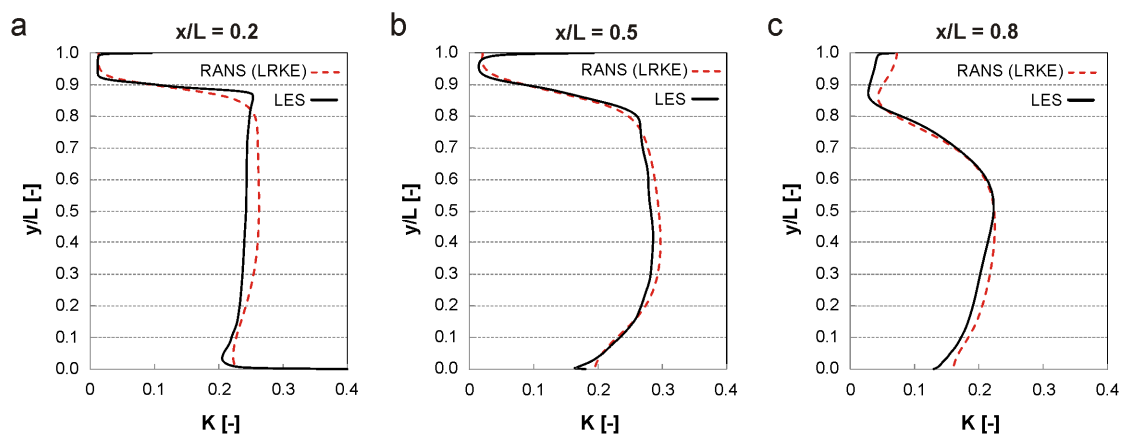 a
x/L = 0.2
1.0
0.9
0.8
0.7
0.6
0.5
0.4
0.3
0.2
0.1
0.0
y/L [-]
RANS (LRKE)
LES
0
0.1
0.2
0.3
0.4
K [-]
b
x/L = 0.5
1.0
0.9
0.8
0.7
0.6
0.5
0.4
0.3
0.2
0.1
0.0
y/L [-]
RANS (LRKE)
LES
0
0.1
0.2
0.3
0.4
K [-]
c
x/L = 0.8
1.0
0.9
0.8
0.7
0.6
0.5
0.4
0.3
0.2
0.1
0.0
y/L [-]
RANS (LRKE)
LES
0
0.1
0.2
0.3
0.4
K [-]